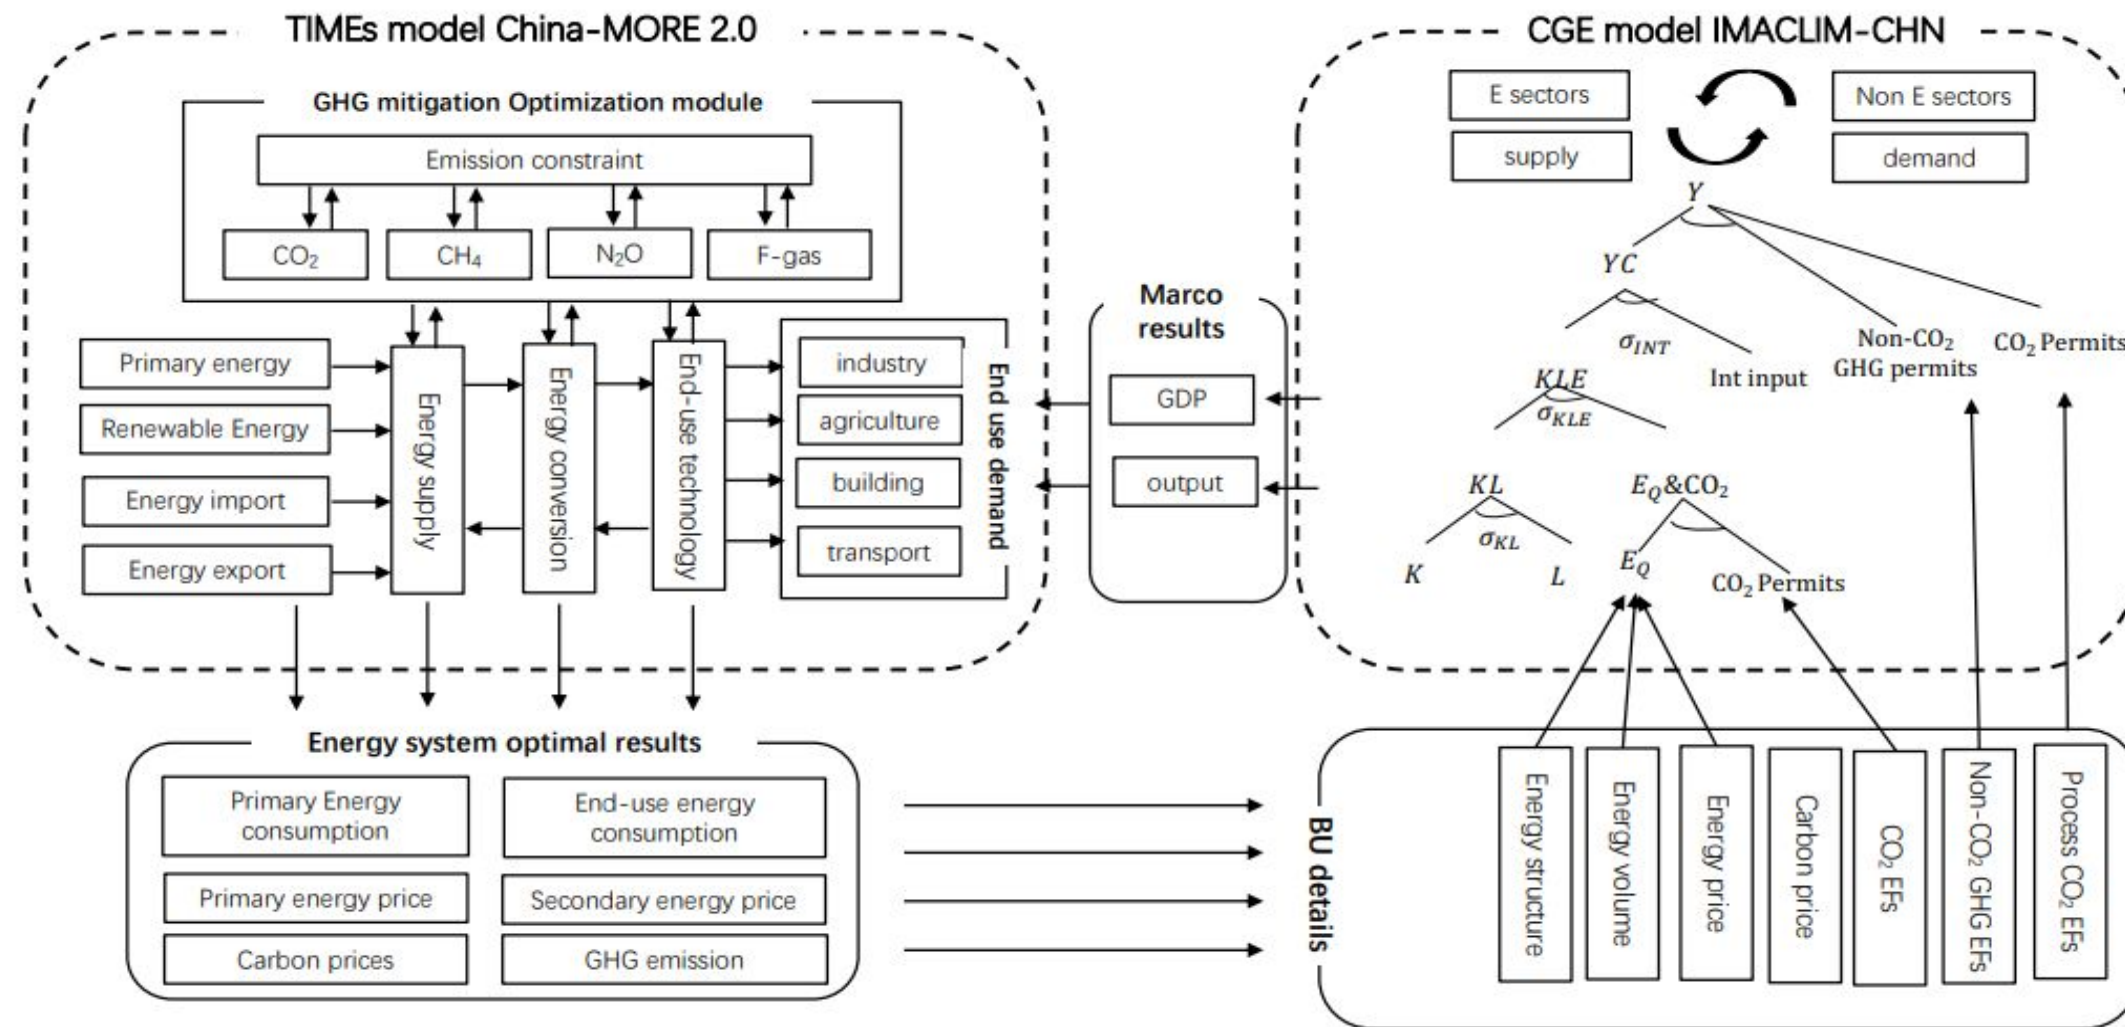 TIMEs model China-MORE 2.0
GHG mitigation Optimization module
Emission constraint
CO₂
CH₄
N₂O
F-gas
Primary energy
Renewable Energy
Energy import
Energy export
Energy supply
Energy conversion
End-use technology
industry
agriculture
building
transport
End use demand
Marco
results
GDP
output
CGE model IMACLIM-CHN
E sectors
Non E sectors
supply
demand
Y
YC
σ_INT
Non-CO₂
GHG permits
CO₂ Permits
KLE
Int input
σ_KLE
KL
E_Q&CO₂
σ_KL
K
L
E_Q
CO₂ Permits
Energy system optimal results
Primary Energy
consumption
End-use energy
consumption
Primary energy price
Secondary energy price
Carbon prices
GHG emission
BU details
Energy structure
Energy volume
Energy price
Carbon price
CO₂ EFs
Non-CO₂ GHG EFs
Process CO₂ EFs